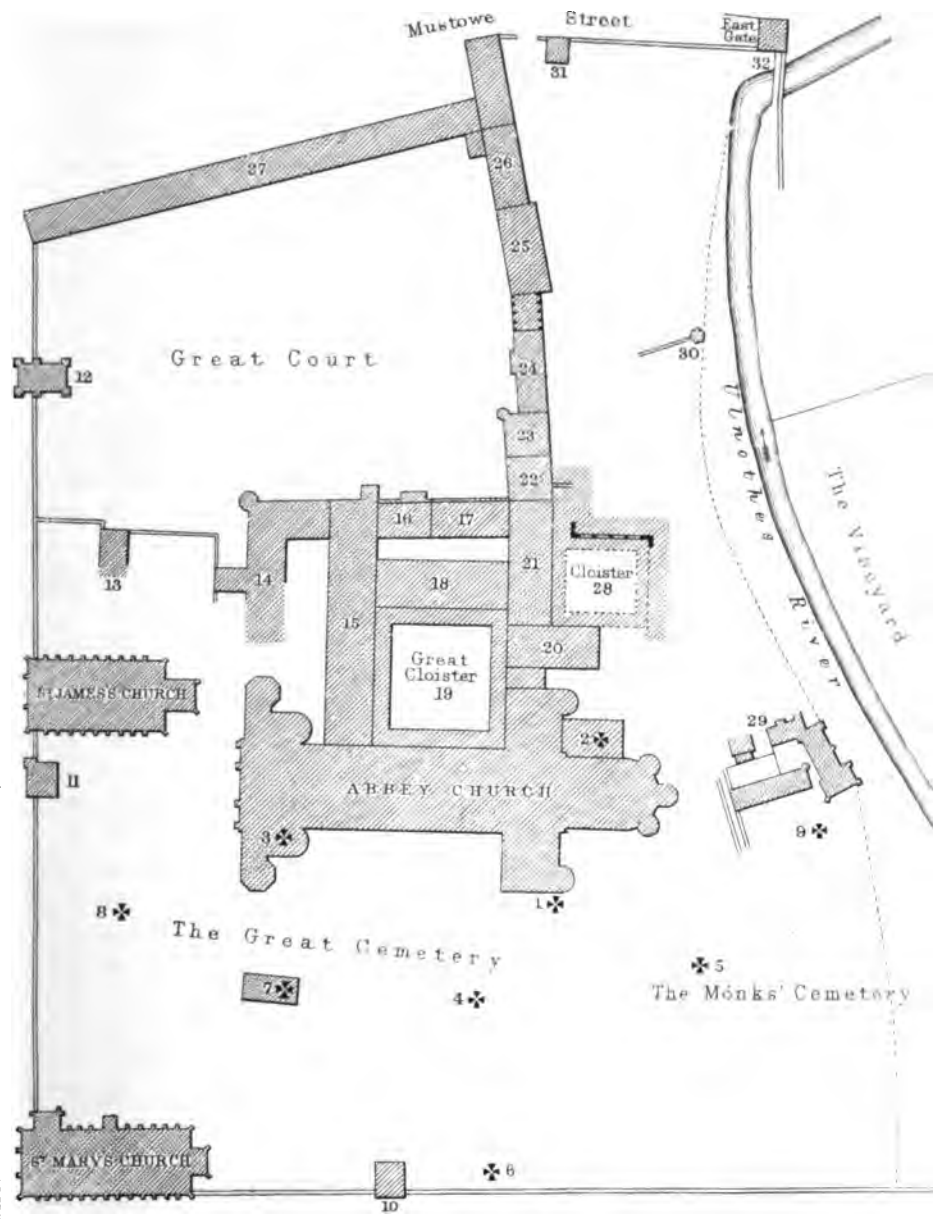 Mustowe Street
East
Gate
31
32
27
26
25
Great Court
30
12
24
23
22
16
17
21
Cloister
28
13
14
18
15
20
Great
Cloister
19
Ulnothes River
The Vineyard
ST JAMES'S CHURCH
29
2
11
ABBEY CHURCH
3
9
1
8
The Great Cemetery
5
7
4
The Monks' Cemetery
ST MARY'S CHURCH
6
10